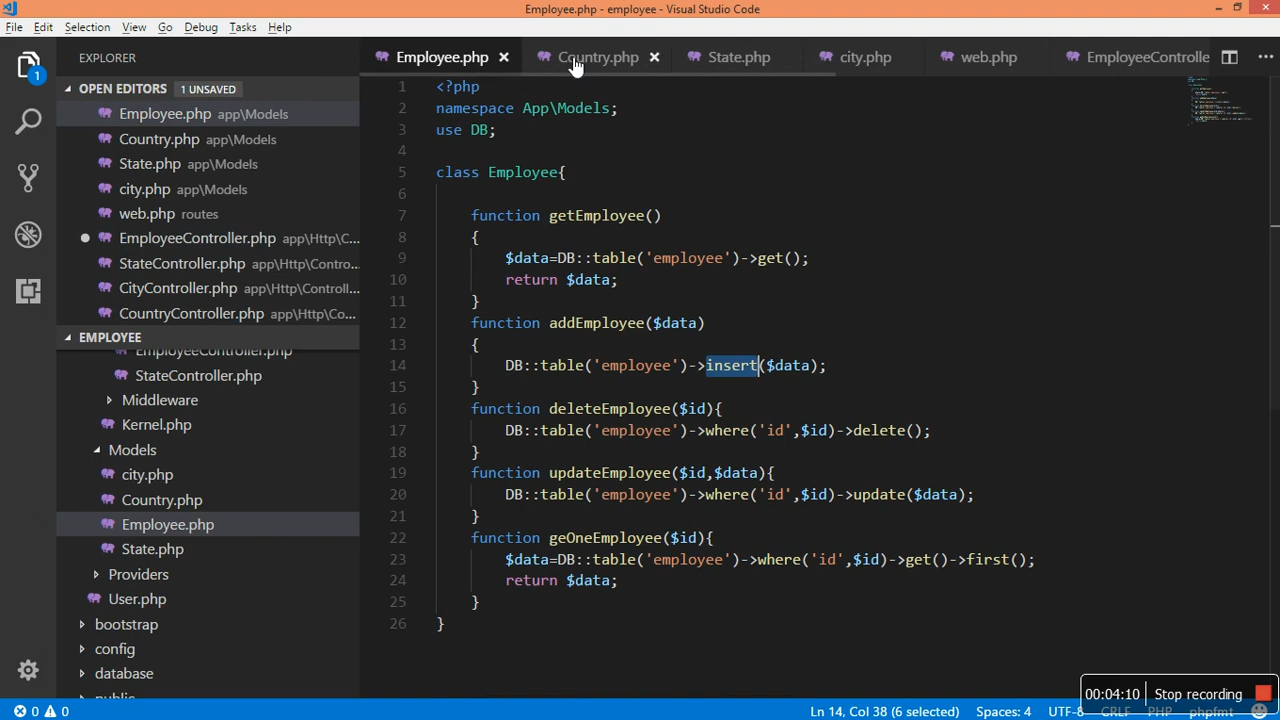 Employee.php - employee - Visual Studio Code
File Edit Selection View Go Debug Tasks Help
EXPLORER
Employee.php Country.php State.php city.php web.php EmployeeControlle
OPEN EDITORS 1 UNSAVED
Employee.php app\Models
Country.php app\Models
State.php app\Models
city.php app\Models
web.php routes
EmployeeController.php app\Http\C...
StateController.php app\Http\Contro...
CityController.php app\Http\Controll...
CountryController.php app\Http\Co...
EMPLOYEE
EmployeeController.php
StateController.php
Middleware
Kernel.php
Models
city.php
Country.php
Employee.php
State.php
Providers
User.php
bootstrap
config
database
public
1
1 <?php
2 namespace App\Models;
3 use DB;
4
5 class Employee{
6
7 function getEmployee()
8 {
9 $data=DB::table('employee')->get();
10 return $data;
11 }
12 function addEmployee($data)
13 {
14 DB::table('employee')->insert($data);
15 }
16 function deleteEmployee($id){
17 DB::table('employee')->where('id',$id)->delete();
18 }
19 function updateEmployee($id,$data){
20 DB::table('employee')->where('id',$id)->update($data);
21 }
22 function geOneEmployee($id){
23 $data=DB::table('employee')->where('id',$id)->get()->first();
24 return $data;
25 }
26 }
00:04:10 Stop recording
0 0 Ln 14, Col 38 (6 selected) Spaces: 4 UTF-8 CRLF PHP phpfmt